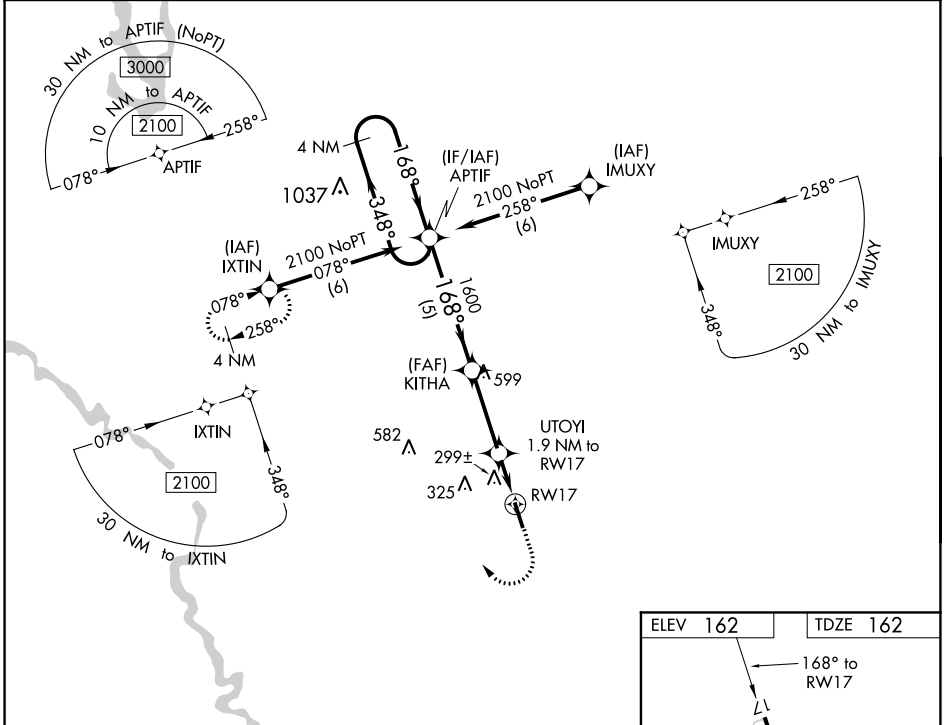 30 NM to APTIF (NoPT)
3000
10 NM to APTIF
2100
078°
258°
APTIF
4 NM
168°
348°
(IF/IAF)
APTIF
1037
(IAF)
IMUXY
2100 NoPT
258°
(6)
(IAF)
IXTIN
2100 NoPT
078°
(6)
078°
258°
4 NM
258°
IMUXY
2100
348°
30 NM to IMUXY
1600
168°
(5)
(FAF)
KITHA
599
078°
IXTIN
2100
348°
30 NM to IXTIN
UTOYI
1.9 NM to
RW17
582
299±
325
RW17
ELEV 162
TDZE 162
168° to
RW17
17